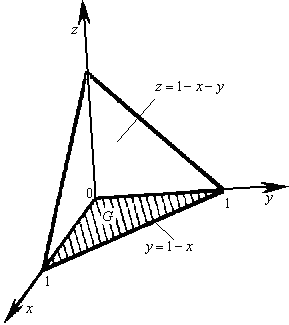 z
z = 1 − x − y
0
G
1
y
y = 1 − x
1
x